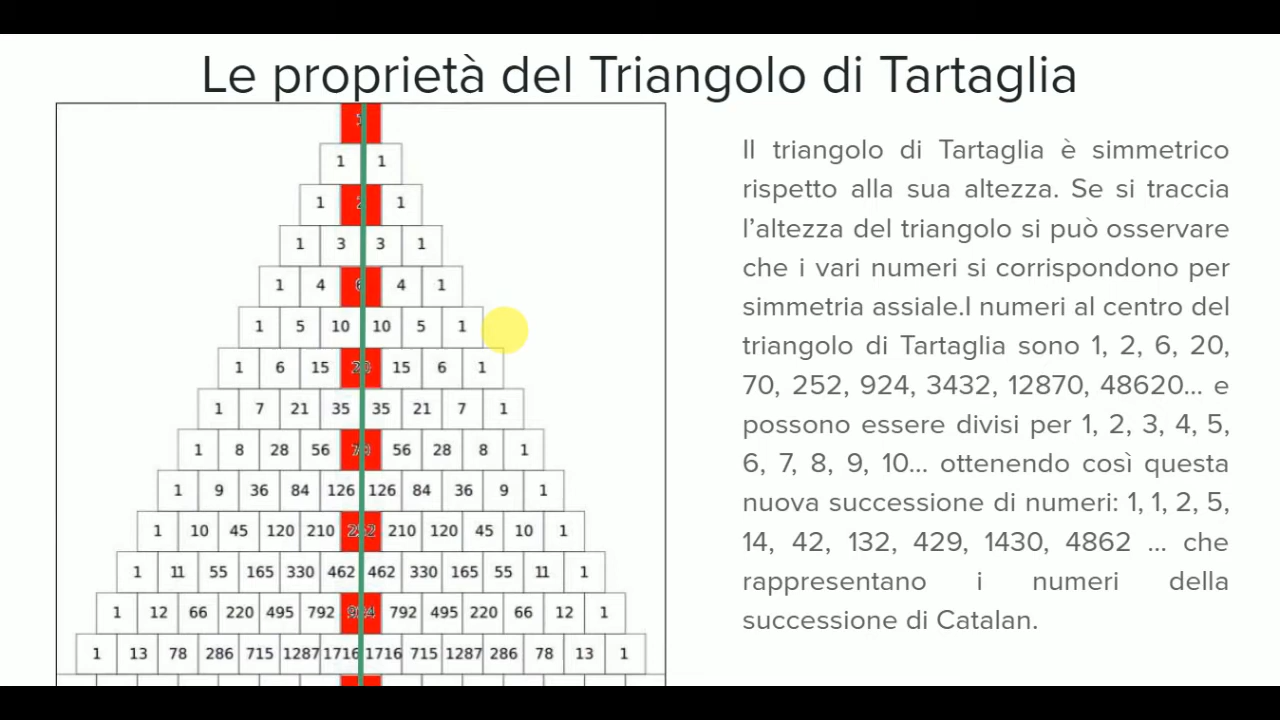 Le proprietà del Triangolo di Tartaglia
1 1
1 2 1
1 3 3 1
1 4 6 4 1
1 5 10 10 5 1
1 6 15 20 15 6 1
1 7 21 35 35 21 7 1
1 8 28 56 70 56 28 8 1
1 9 36 84 126 126 84 36 9 1
1 10 45 120 210 252 210 120 45 10 1
1 11 55 165 330 462 462 330 165 55 11 1
1 12 66 220 495 792 924 792 495 220 66 12 1
1 13 78 286 715 1287 1716 1716 715 1287 286 78 13 1
Il triangolo di Tartaglia è simmetrico
rispetto alla sua altezza. Se si traccia
l’altezza del triangolo si può osservare
che i vari numeri si corrispondono per
simmetria assiale.I numeri al centro del
triangolo di Tartaglia sono 1, 2, 6, 20,
70, 252, 924, 3432, 12870, 48620... e
possono essere divisi per 1, 2, 3, 4, 5,
6, 7, 8, 9, 10... ottenendo così questa
nuova successione di numeri: 1, 1, 2, 5,
14, 42, 132, 429, 1430, 4862 ... che
rappresentano i numeri della
successione di Catalan.